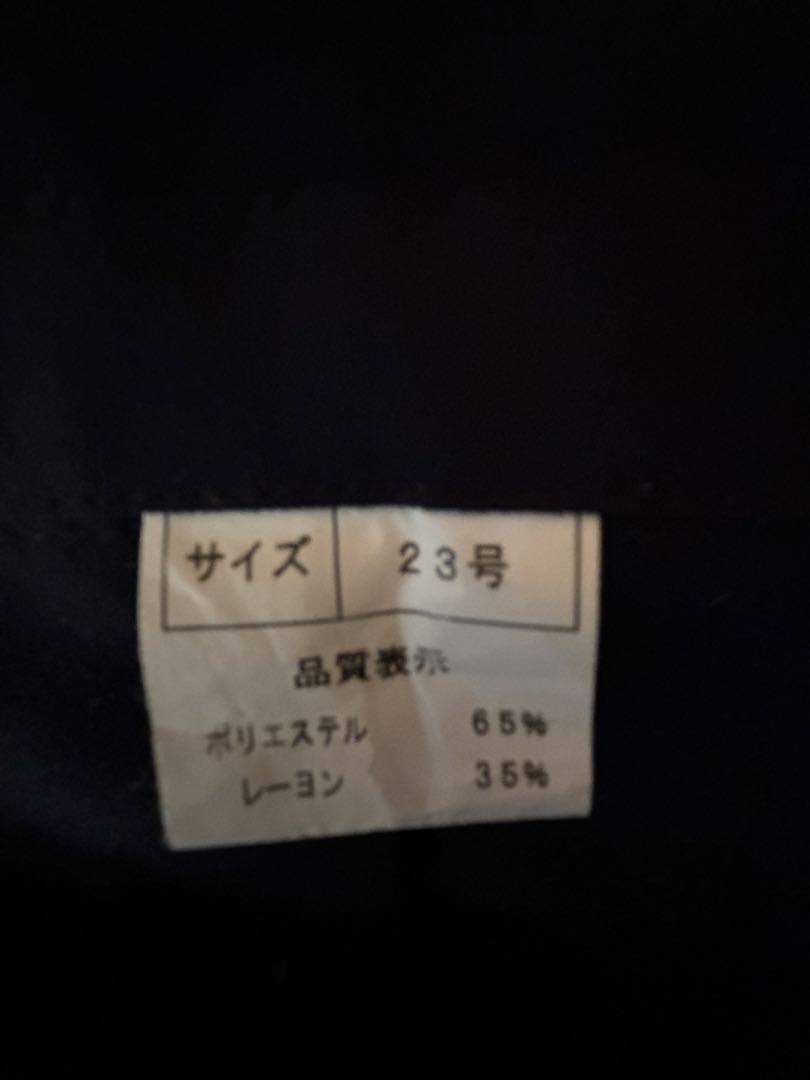 サイズ 23号
品質表示
ポリエステル 65%
レーヨン 35%